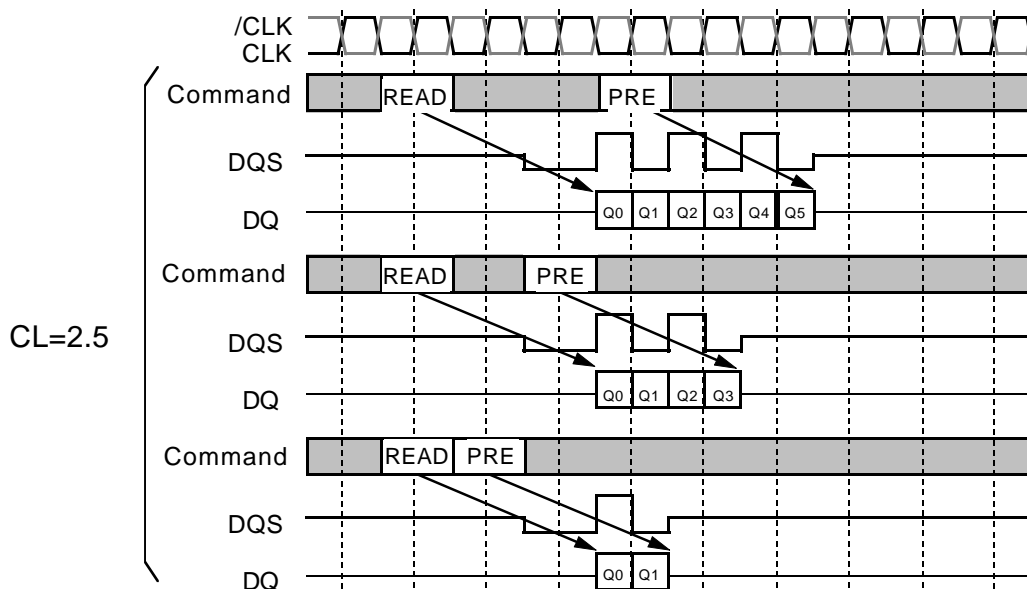 /CLK
CLK
Command READ PRE
DQS
DQ Q0 Q1 Q2 Q3 Q4 Q5
Command READ PRE
CL=2.5
DQS
DQ Q0 Q1 Q2 Q3
Command READ PRE
DQS
DQ Q0 Q1